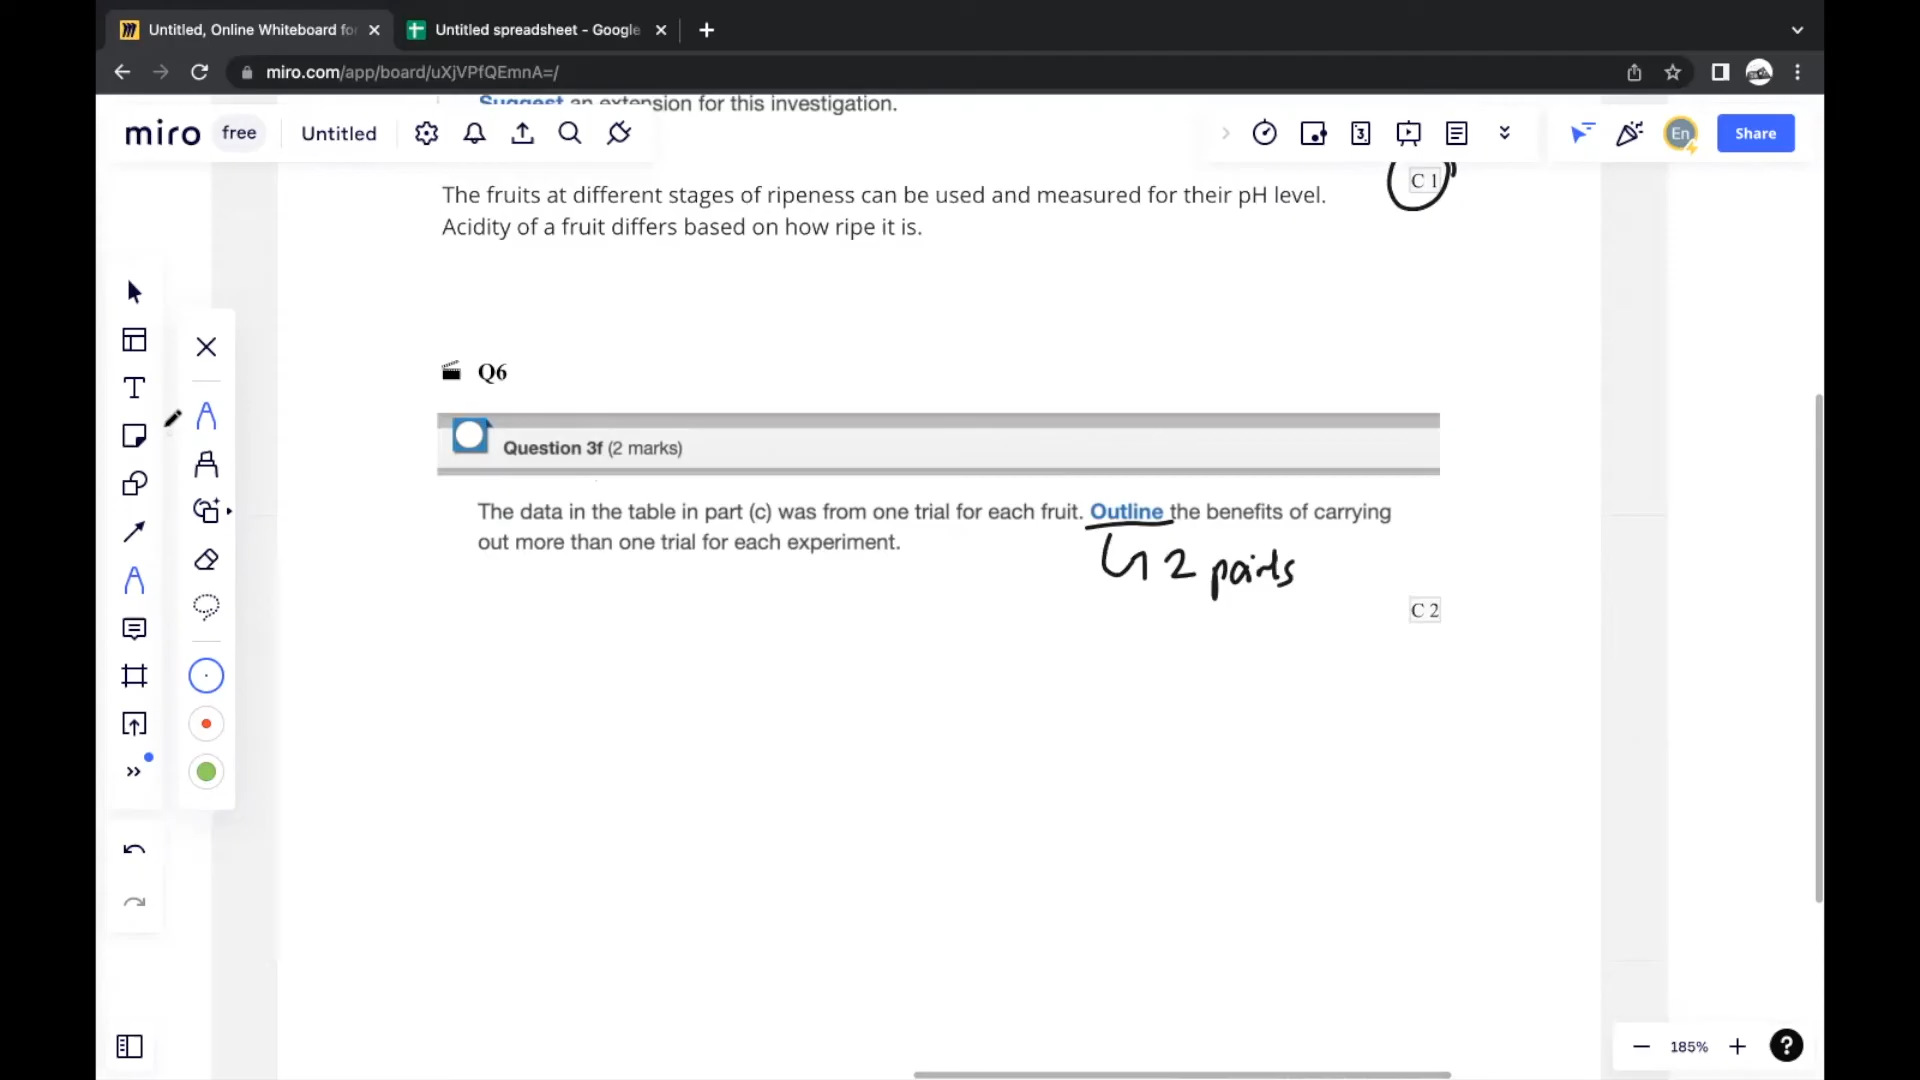 Untitled, Online Whiteboard for
Untitled spreadsheet - Google
miro.com/app/board/uXjVPfQEmnA=/
Suggest an extension for this investigation.
miro free Untitled
3
En
Share
C 1
The fruits at different stages of ripeness can be used and measured for their pH level.
Acidity of a fruit differs based on how ripe it is.
Q6
Question 3f (2 marks)
The data in the table in part (c) was from one trial for each fruit. Outline the benefits of carrying
out more than one trial for each experiment.
2 points
C 2
185%
?